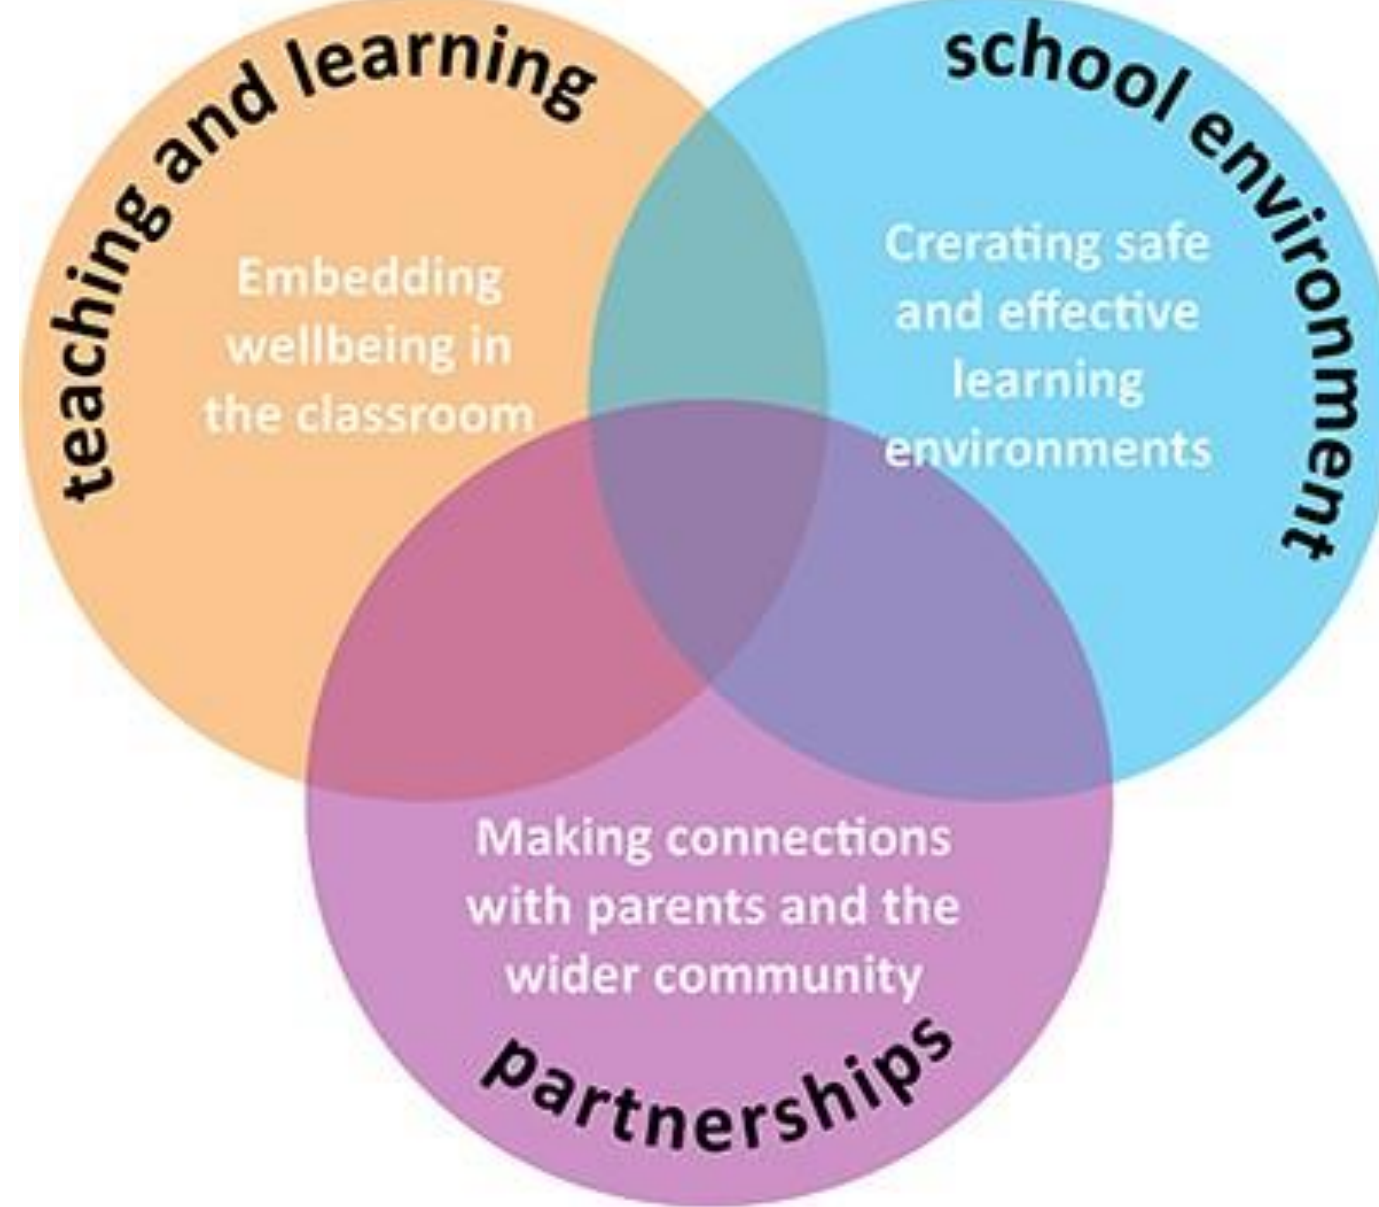 teaching and learning
Embedding
wellbeing in
the classroom
school environment
Crerating safe
and effective
learning
environments
Making connections
with parents and the
wider community
partnerships